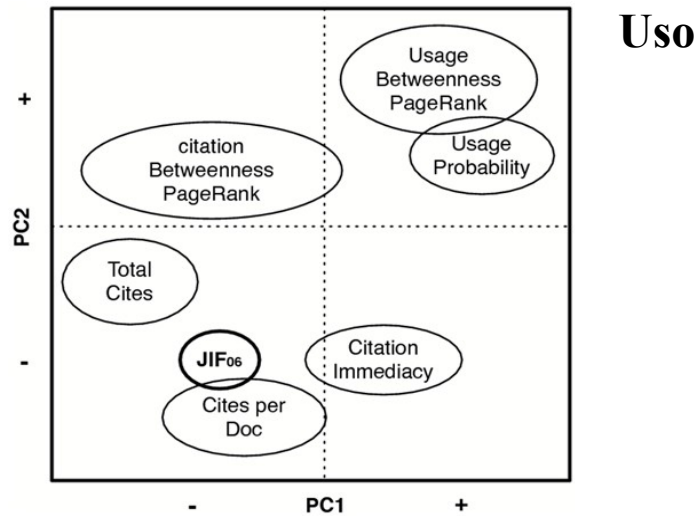 Uso
Usage
Betweenness
PageRank
Usage
Probability
citation
Betweenness
PageRank
Total
Cites
JIF06
Citation
Immediacy
Cites per
Doc
+
PC2
-
-
PC1
+